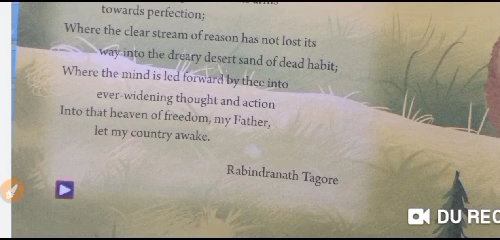 towards perfection;
Where the clear stream of reason has not lost its
way into the dreary desert sand of dead habit;
Where the mind is led forward by thee into
ever-widening thought and action
Into that heaven of freedom, my Father,
let my country awake.
Rabindranath Tagore
DU REC